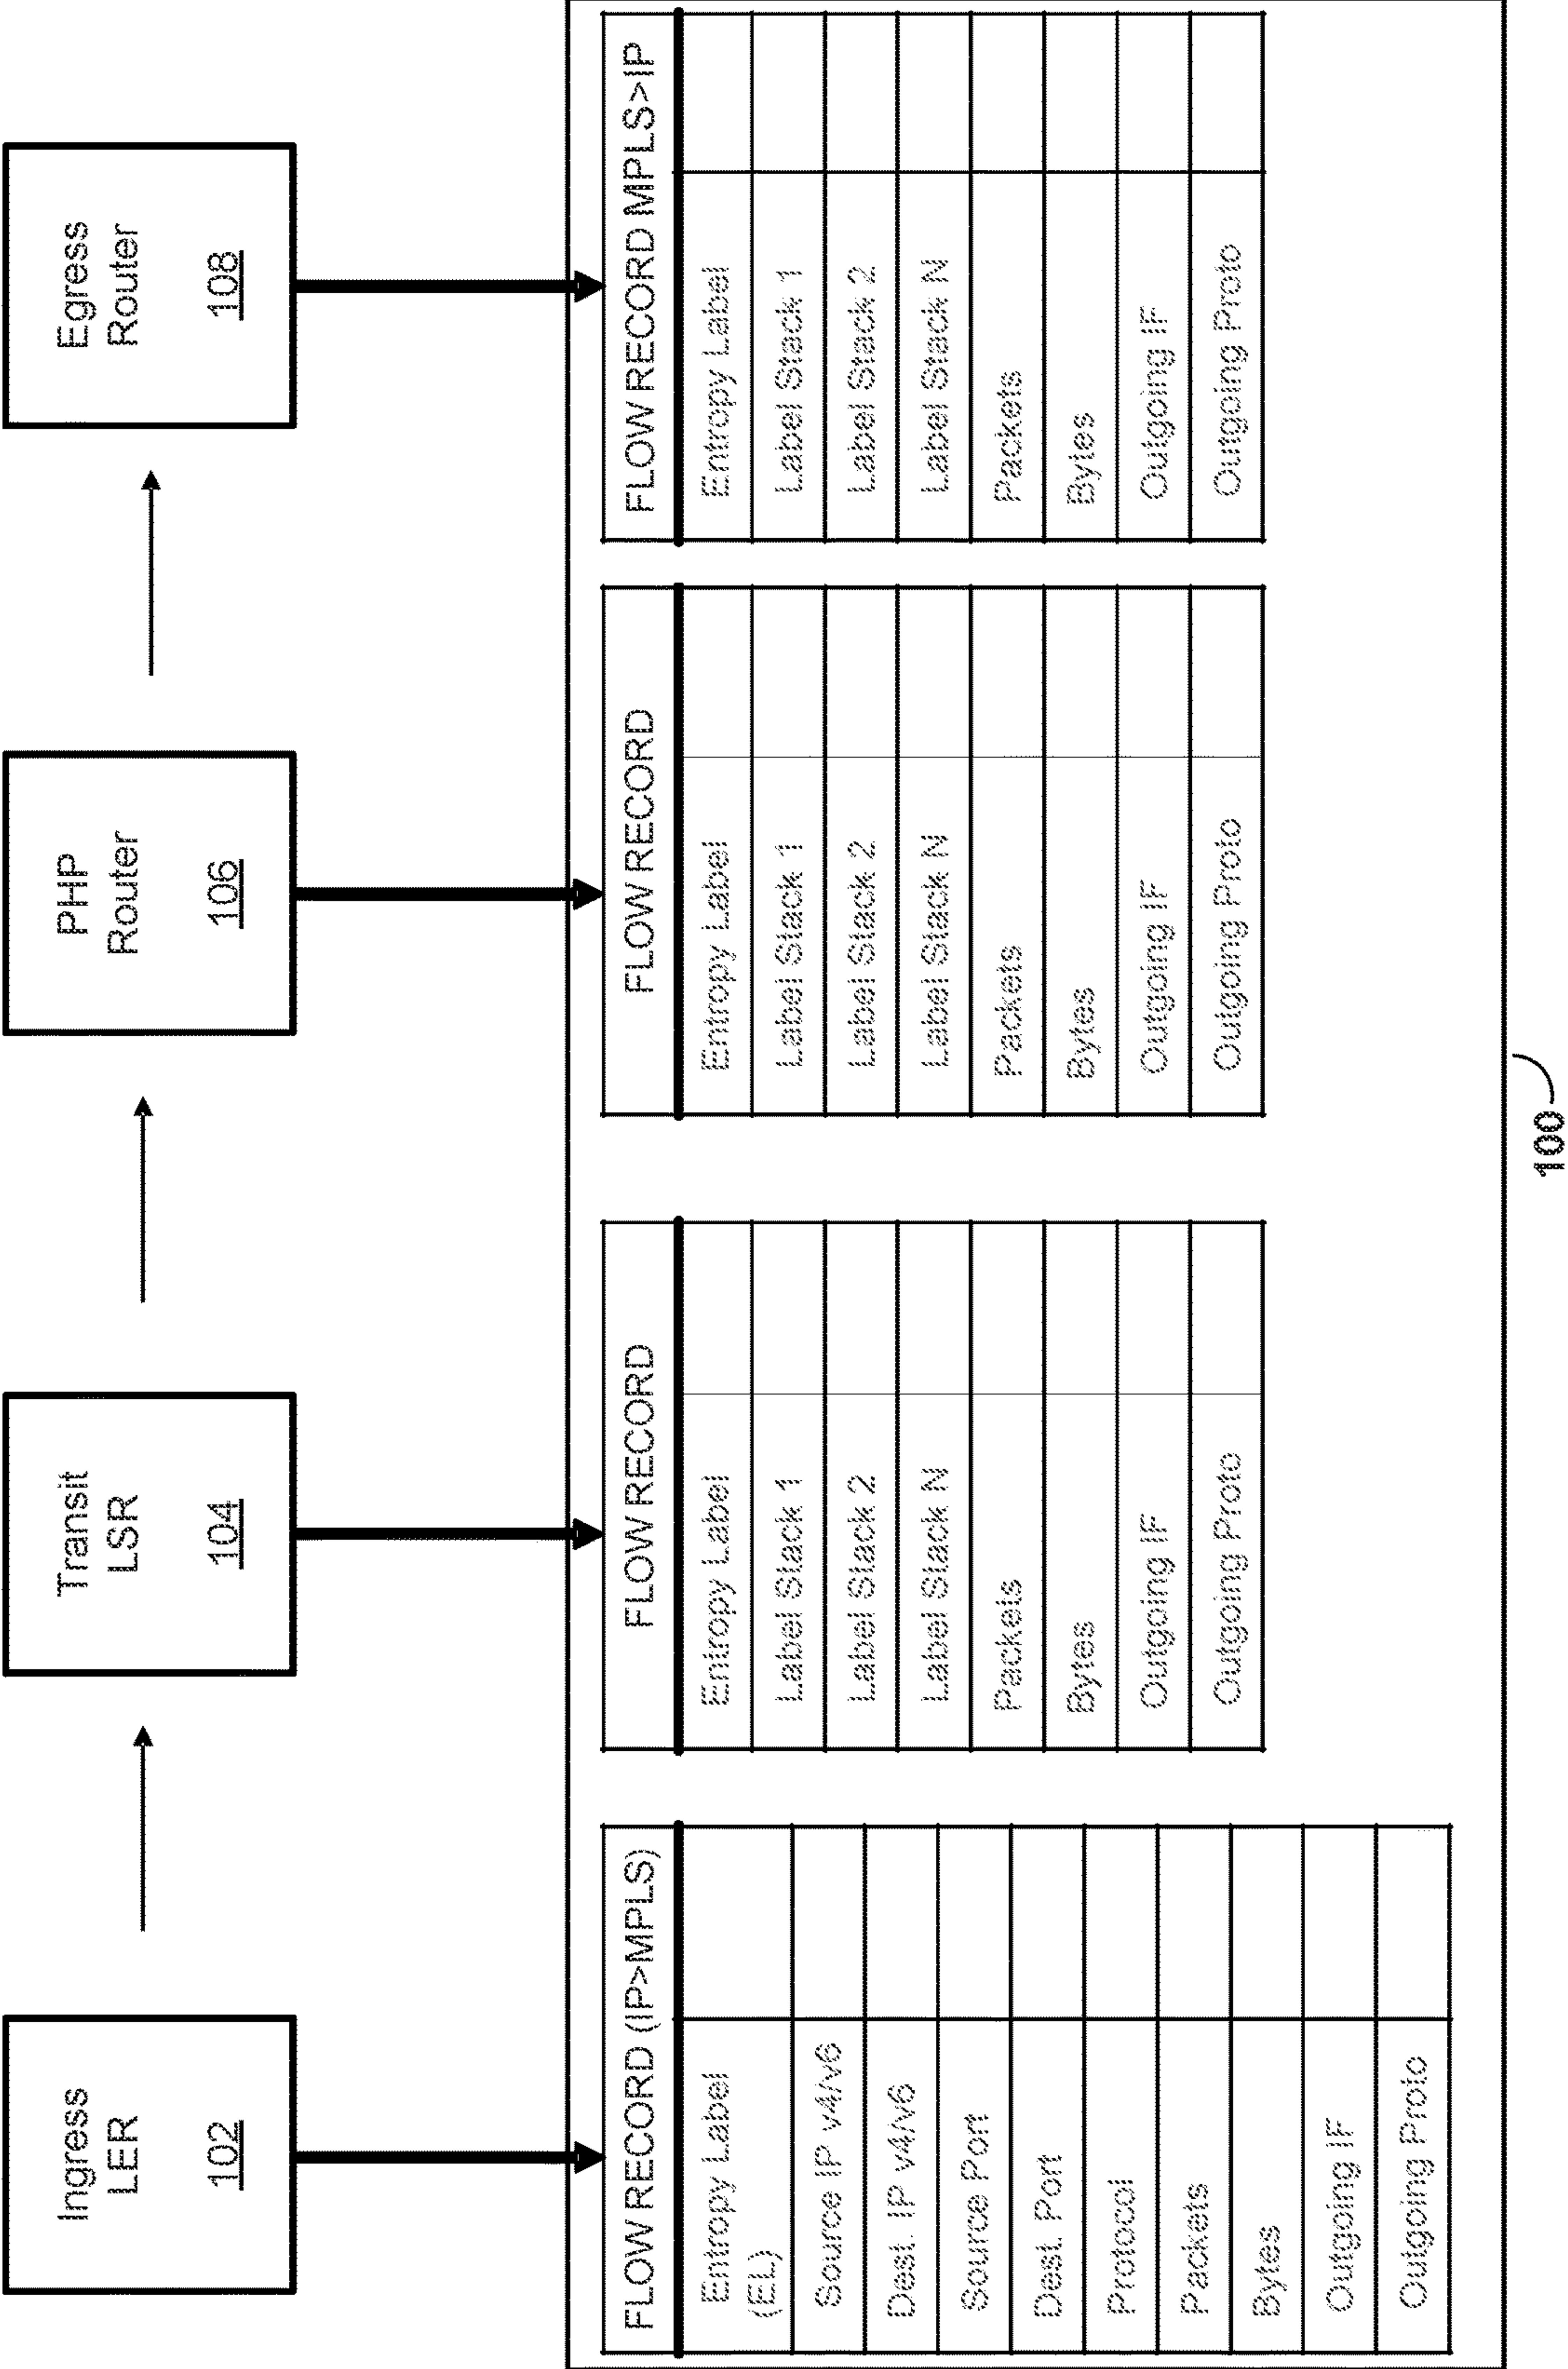 Ingress
LER
102
Transit
LSR
104
PHP
Router
106
Egress
Router
108
FLOW RECORD (IP>MPLS)
Entropy Label
(EL)
Source IP v4/v6
Dest. IP v4/v6
Source Port
Dest. Port
Protocol
Packets
Bytes
Outgoing IF
Outgoing Proto
FLOW RECORD
Entropy Label
Label Stack 1
Label Stack 2
Label Stack N
Packets
Bytes
Outgoing IF
Outgoing Proto
FLOW RECORD
Entropy Label
Label Stack 1
Label Stack 2
Label Stack N
Packets
Bytes
Outgoing IF
Outgoing Proto
FLOW RECORD MPLS>IP
Entropy Label
Label Stack 1
Label Stack 2
Label Stack N
Packets
Bytes
Outgoing IF
Outgoing Proto
100